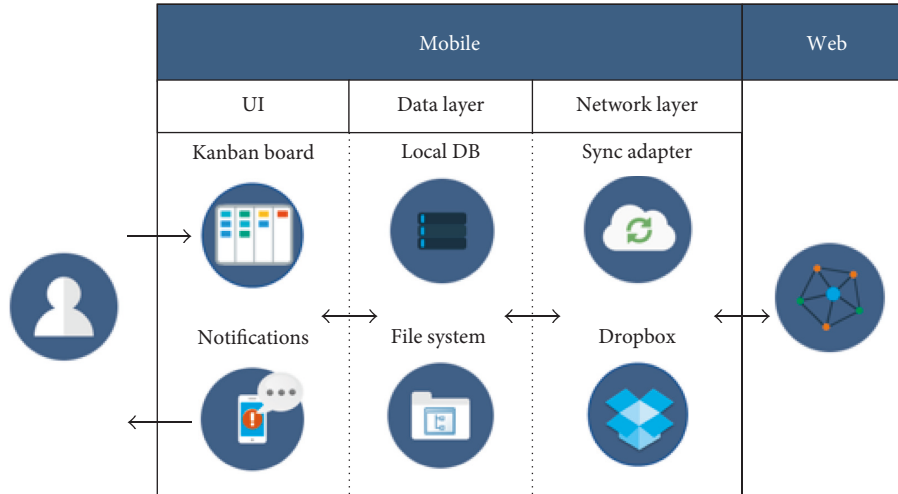 Mobile
Web
UI
Data layer
Network layer
Kanban board
Local DB
Sync adapter
Notifications
File system
Dropbox